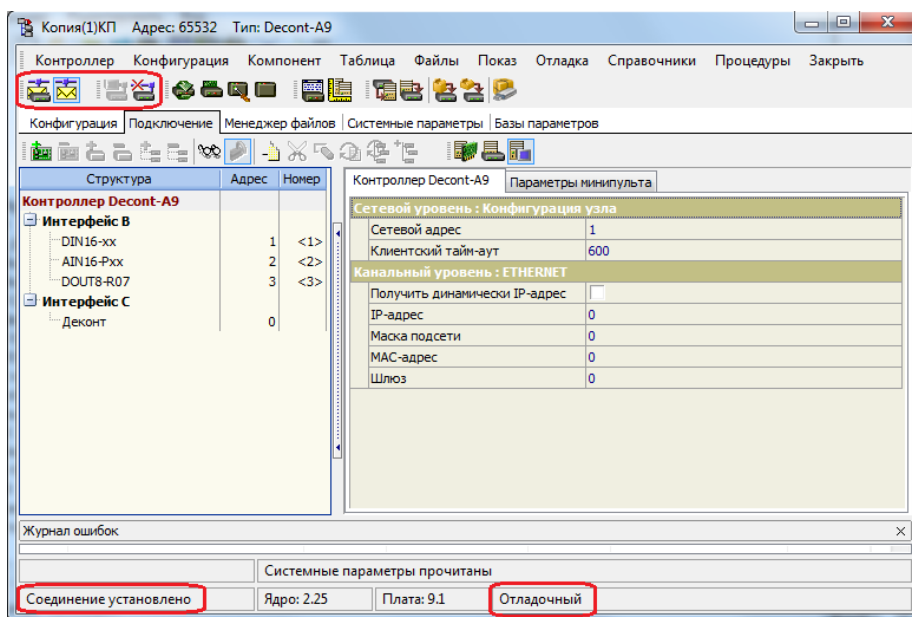 Копия(1)КП Адрес: 65532 Тип: Decont-A9
Контроллер Конфигурация Компонент Таблица Файлы Показ Отладка Справочники Процедуры Закрыть
Конфигурация Подключение Менеджер файлов Системные параметры Базы параметров
Структура Адрес Номер
Контроллер Decont-A9
Интерфейс B
DIN16-xx 1 <1>
AIN16-Pxx 2 <2>
DOUT8-R07 3 <3>
Интерфейс C
Деконт 0
Контроллер Decont-A9 Параметры минипульта
Сетевой уровень : Конфигурация узла
Сетевой адрес 1
Клиентский тайм-аут 600
Канальный уровень : ETHERNET
Получить динамически IP-адрес
IP-адрес 0
Маска подсети 0
MAC-адрес 0
Шлюз 0
Журнал ошибок
Системные параметры прочитаны
Соединение установлено Ядро: 2.25 Плата: 9.1 Отладочный